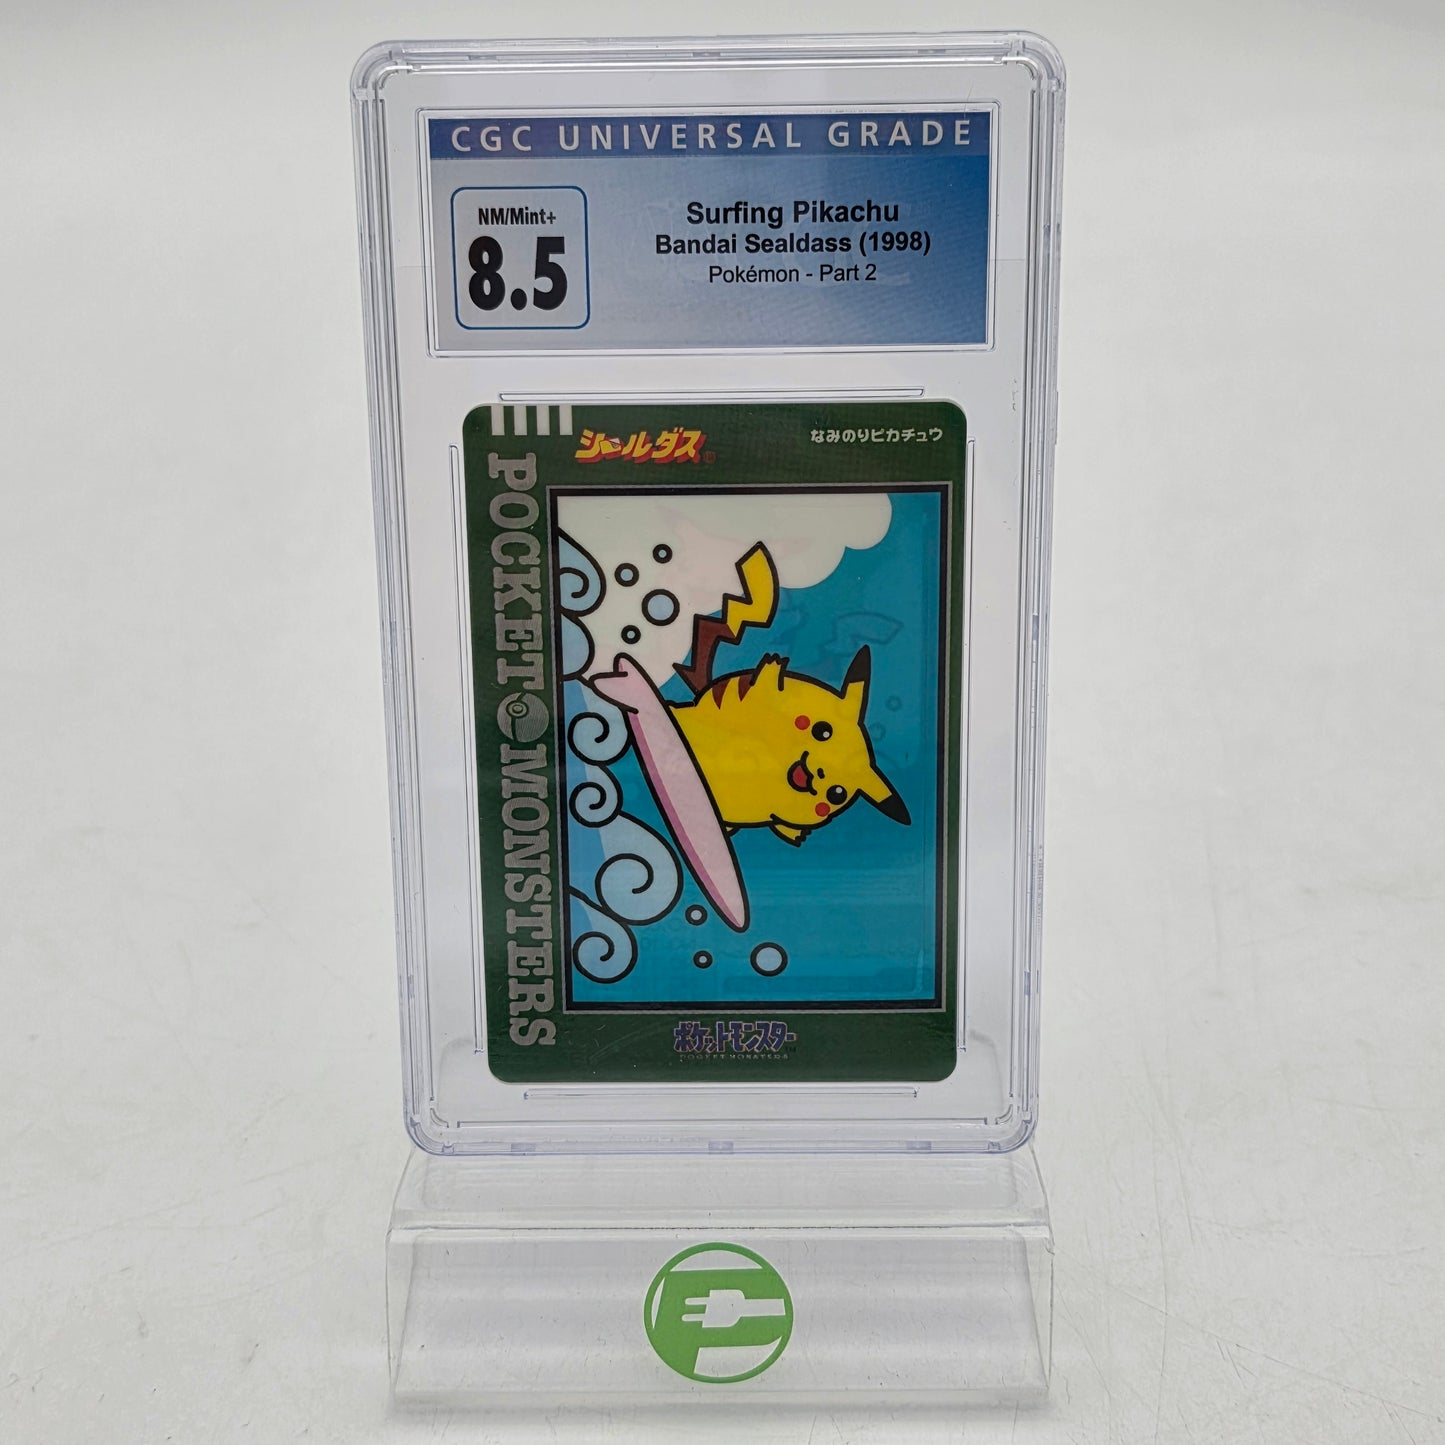 CGC UNIVERSAL GRADE
NM/Mint+
8.5
Surfing Pikachu
Bandai Sealdass (1998)
Pokémon - Part 2
シールダス
なみのりピカチュウ
POCKET MONSTERS
ポケットモンスター
POCKET MONSTERS